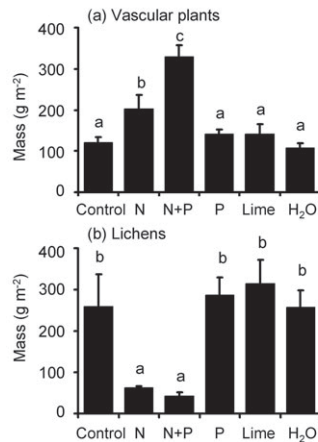 (a) Vascular plants
Mass (g m⁻²)
400
300
200
100
0
a
b
c
a
a
a
Control N N+P P Lime H₂O
(b) Lichens
Mass (g m⁻²)
400
300
200
100
0
b
a
a
b
b
b
Control N N+P P Lime H₂O